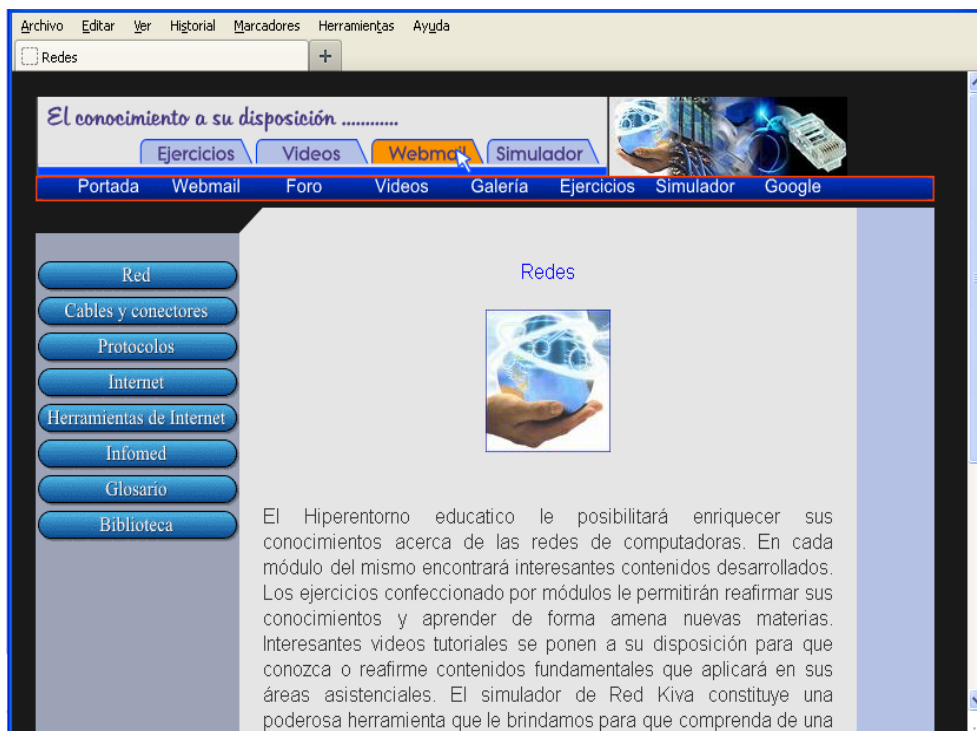 Archivo Editar Ver Historial Marcadores Herramientas Ayuda
Redes +
El conocimiento a su disposición ............
Ejercicios Videos Webmail Simulador
Portada Webmail Foro Videos Galería Ejercicios Simulador Google
Red
Cables y conectores
Protocolos
Internet
Herramientas de Internet
Infomed
Glosario
Biblioteca
Redes
El Hiperentorno educatico le posibilitará enriquecer sus
conocimientos acerca de las redes de computadoras. En cada
módulo del mismo encontrará interesantes contenidos desarrollados.
Los ejercicios confeccionado por módulos le permitirán reafirmar sus
conocimientos y aprender de forma amena nuevas materias.
Interesantes videos tutoriales se ponen a su disposición para que
conozca o reafirme contenidos fundamentales que aplicará en sus
áreas asistenciales. El simulador de Red Kiva constituye una
poderosa herramienta que le brindamos para que comprenda de una